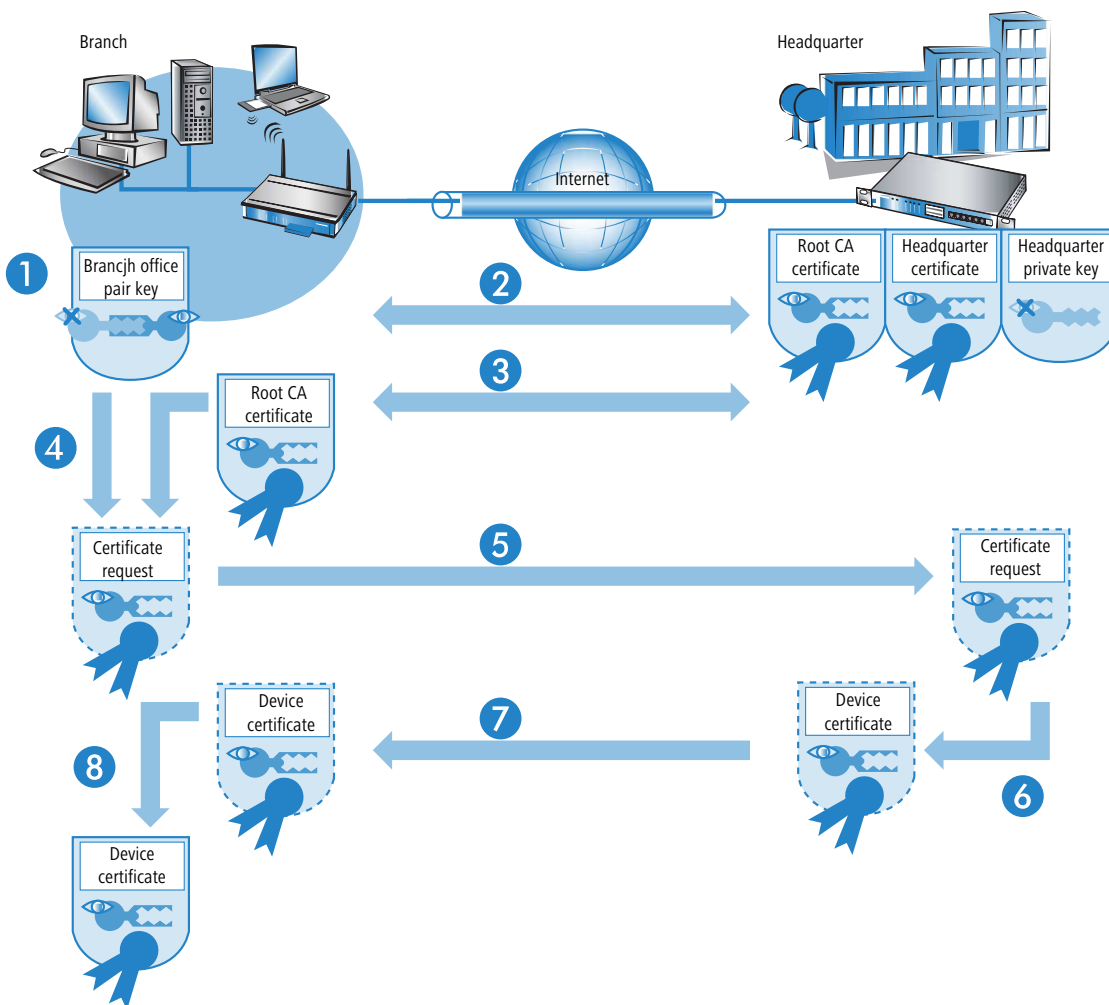 Branch
Headquarter
Internet
1
Brancjh office
pair key
2
Root CA
certificate
Headquarter
certificate
Headquarter
private key
3
Root CA
certificate
4
Certificate
request
5
Certificate
request
Device
certificate
7
Device
certificate
6
8
Device
certificate